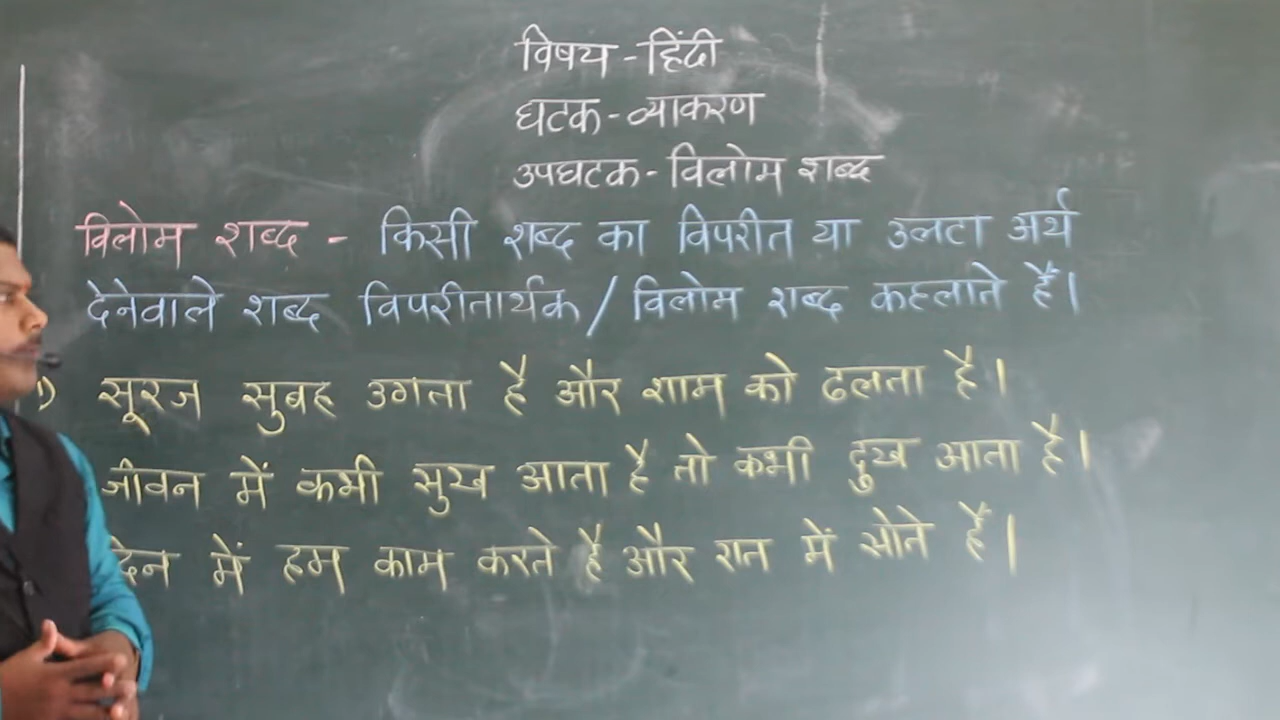 विषय - हिंदी
घटक - व्याकरण
उपघटक - विलोम शब्द
विलोम शब्द - किसी शब्द का विपरीत या उलटा अर्थ
देनेवाले शब्द विपरीतार्थक / विलोम शब्द कहलाते हैं।
१) सूरज सुबह उगता है और शाम को ढलता है।
जीवन में कभी सुख आता है तो कभी दुख आता है।
में हम काम करते है और रात में सोते हैं।